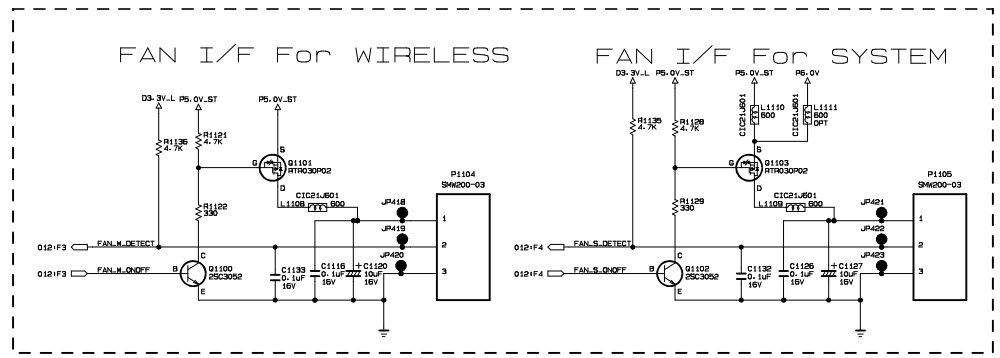 FAN I/F For WIRELESS
D3.3V_L
P5.0V_ST
P5.0V_ST
R1136
4.7K
R1121
4.7K
S
G
Q1101
RTR030P02
D
CIC21J601
L1108
600
R1122
330
JP418
JP419
JP420
P1104
SMW200-03
1
2
3
012:F3
FAN_W_DETECT
012:F3
FAN_W_ONOFF
C
B
Q1100
2SC3052
E
C1133
0.1uF
16V
C1116
0.1uF
16V
C1120
10uF
16V
FAN I/F For SYSTEM
D3.3V_L
P5.0V_ST
P5.0V_ST
P6.0V
CIC21J601
L1110
600
CIC21J601
L1111
600
OPT
R1135
4.7K
R1128
4.7K
S
G
Q1103
RTR030P02
D
CIC21J601
L1109
600
R1129
330
JP421
JP422
JP423
P1105
SMW200-03
1
2
3
012:F4
FAN_S_DETECT
012:F4
FAN_S_ONOFF
C
B
Q1102
2SC3052
E
C1132
0.1uF
16V
C1126
0.1uF
16V
C1127
10uF
16V